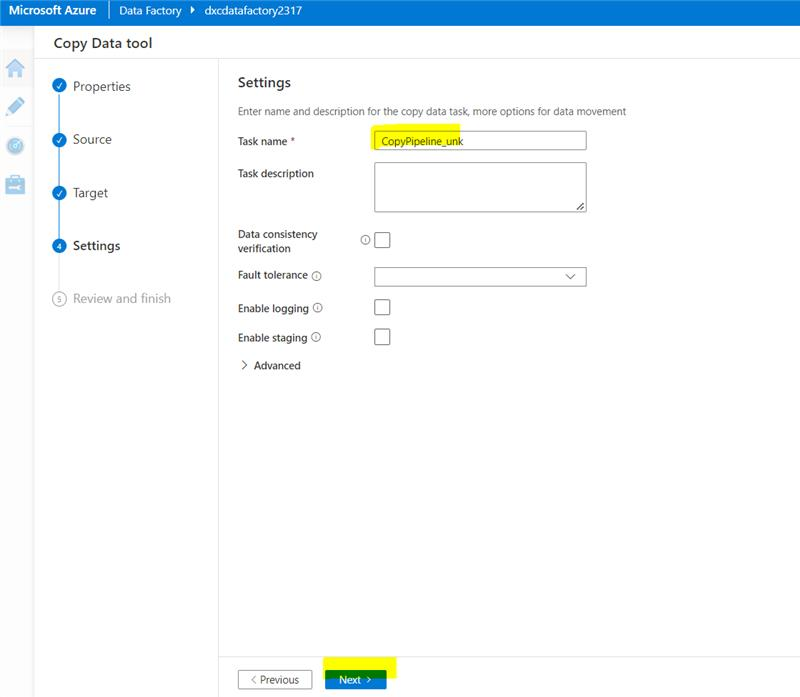 Microsoft Azure Data Factory dxcdatafactory2317
Copy Data tool
Properties
Source
Target
4 Settings
5 Review and finish
Settings
Enter name and description for the copy data task, more options for data movement
Task name * CopyPipeline_unk
Task description
Data consistency
verification
Fault tolerance
Enable logging
Enable staging
Advanced
Previous Next